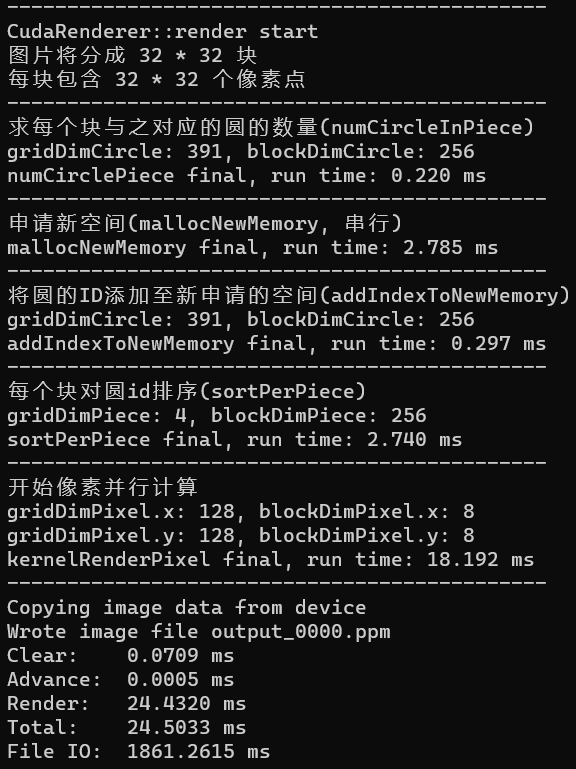 ---------------------------------------------
CudaRenderer::render start
图片将分成 32 * 32 块
每块包含 32 * 32 个像素点
---------------------------------------------
求每个块与之对应的圆的数量(numCircleInPiece)
gridDimCircle: 391, blockDimCircle: 256
numCirclePiece final, run time: 0.220 ms
---------------------------------------------
申请新空间(mallocNewMemory, 串行)
mallocNewMemory final, run time: 2.785 ms
---------------------------------------------
将圆的ID添加至新申请的空间(addIndexToNewMemory)
gridDimCircle: 391, blockDimCircle: 256
addIndexToNewMemory final, run time: 0.297 ms
---------------------------------------------
每个块对圆id排序(sortPerPiece)
gridDimPiece: 4, blockDimPiece: 256
sortPerPiece final, run time: 2.740 ms
---------------------------------------------
开始像素并行计算
gridDimPixel.x: 128, blockDimPixel.x: 8
gridDimPixel.y: 128, blockDimPixel.y: 8
kernelRenderPixel final, run time: 18.192 ms
---------------------------------------------
Copying image data from device
Wrote image file output_0000.ppm
Clear:    0.0709 ms
Advance:  0.0005 ms
Render:   24.4320 ms
Total:    24.5033 ms
File IO:  1861.2615 ms